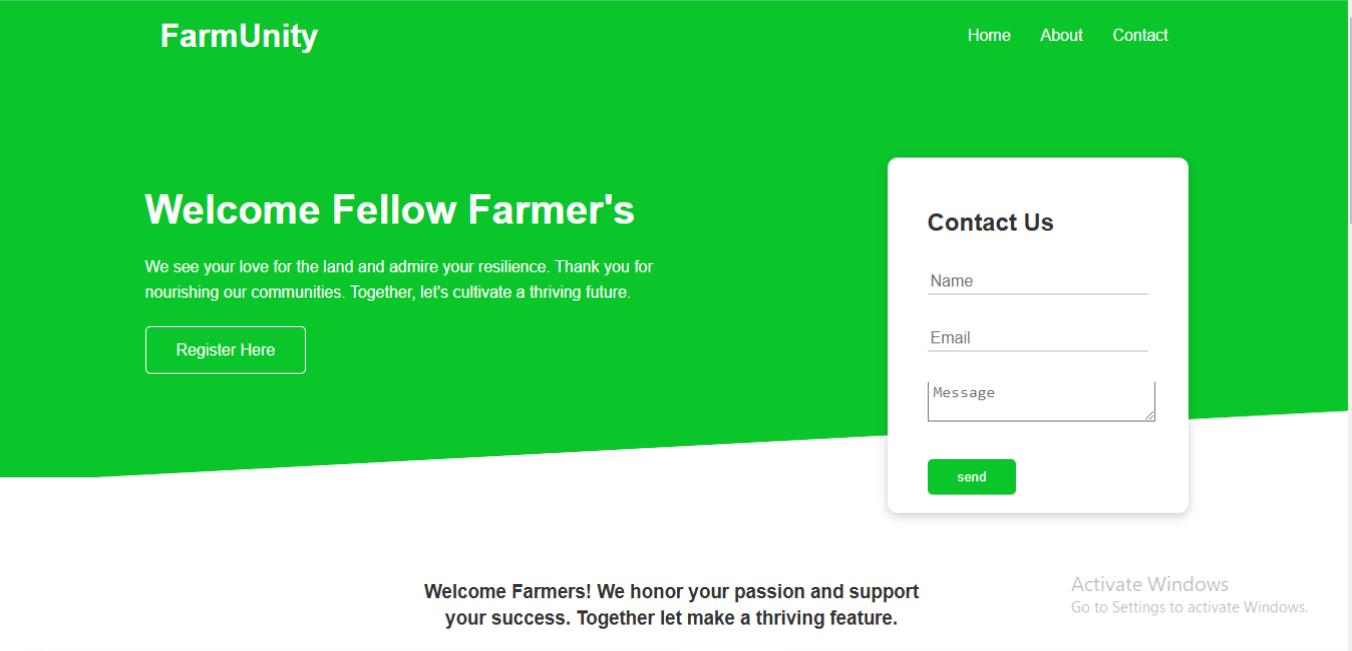 FarmUnity
Home About Contact
Welcome Fellow Farmer's
We see your love for the land and admire your resilience. Thank you for
nourishing our communities. Together, let's cultivate a thriving future.
Register Here
Contact Us
Name
Email
Message
send
Welcome Farmers! We honor your passion and support
your success. Together let make a thriving feature.
Activate Windows
Go to Settings to activate Windows.